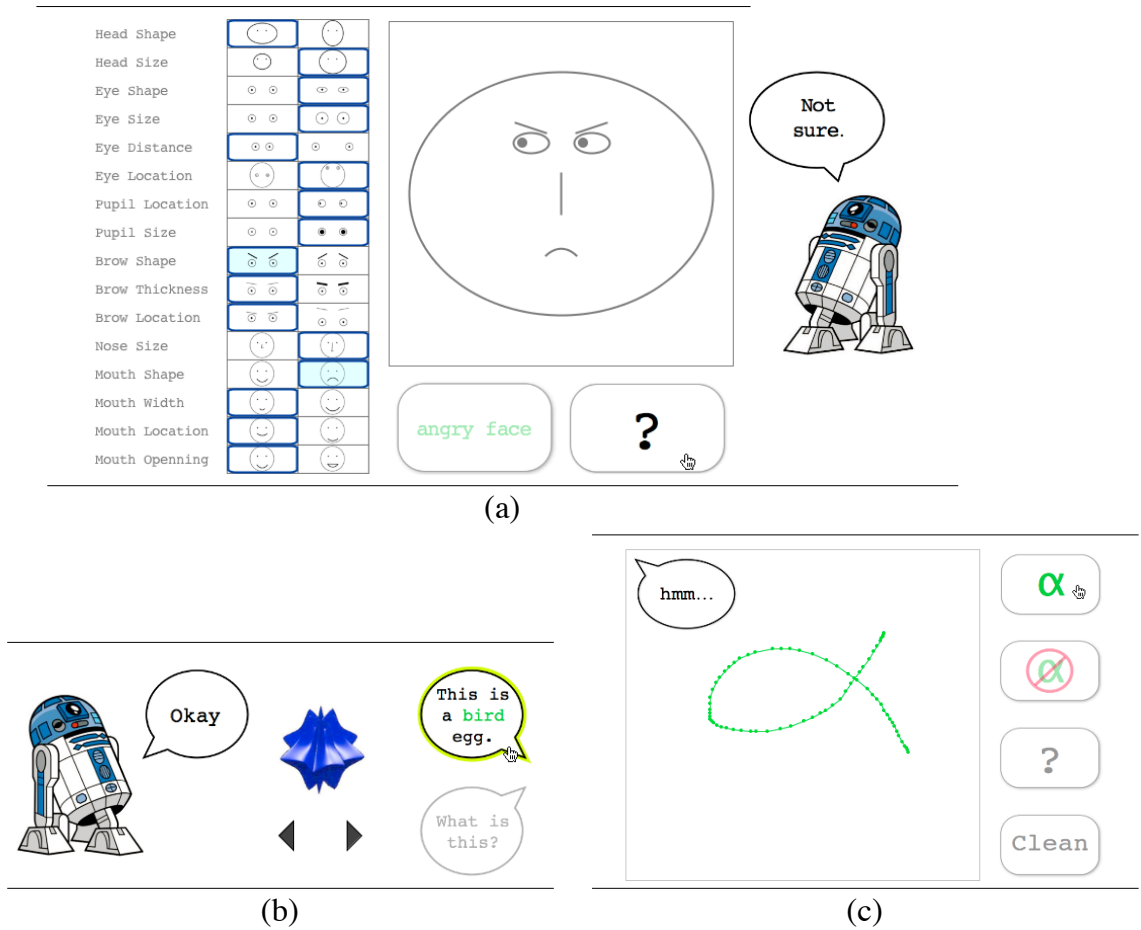 Head Shape
Head Size
Eye Shape
Eye Size
Eye Distance
Eye Location
Pupil Location
Pupil Size
Brow Shape
Brow Thickness
Brow Location
Nose Size
Mouth Shape
Mouth Width
Mouth Location
Mouth Openning
Not
sure.
angry face
?
(a)
Okay
This is
a bird
egg.
What is
this?
(b)
hmm...
α
α
?
Clean
(c)